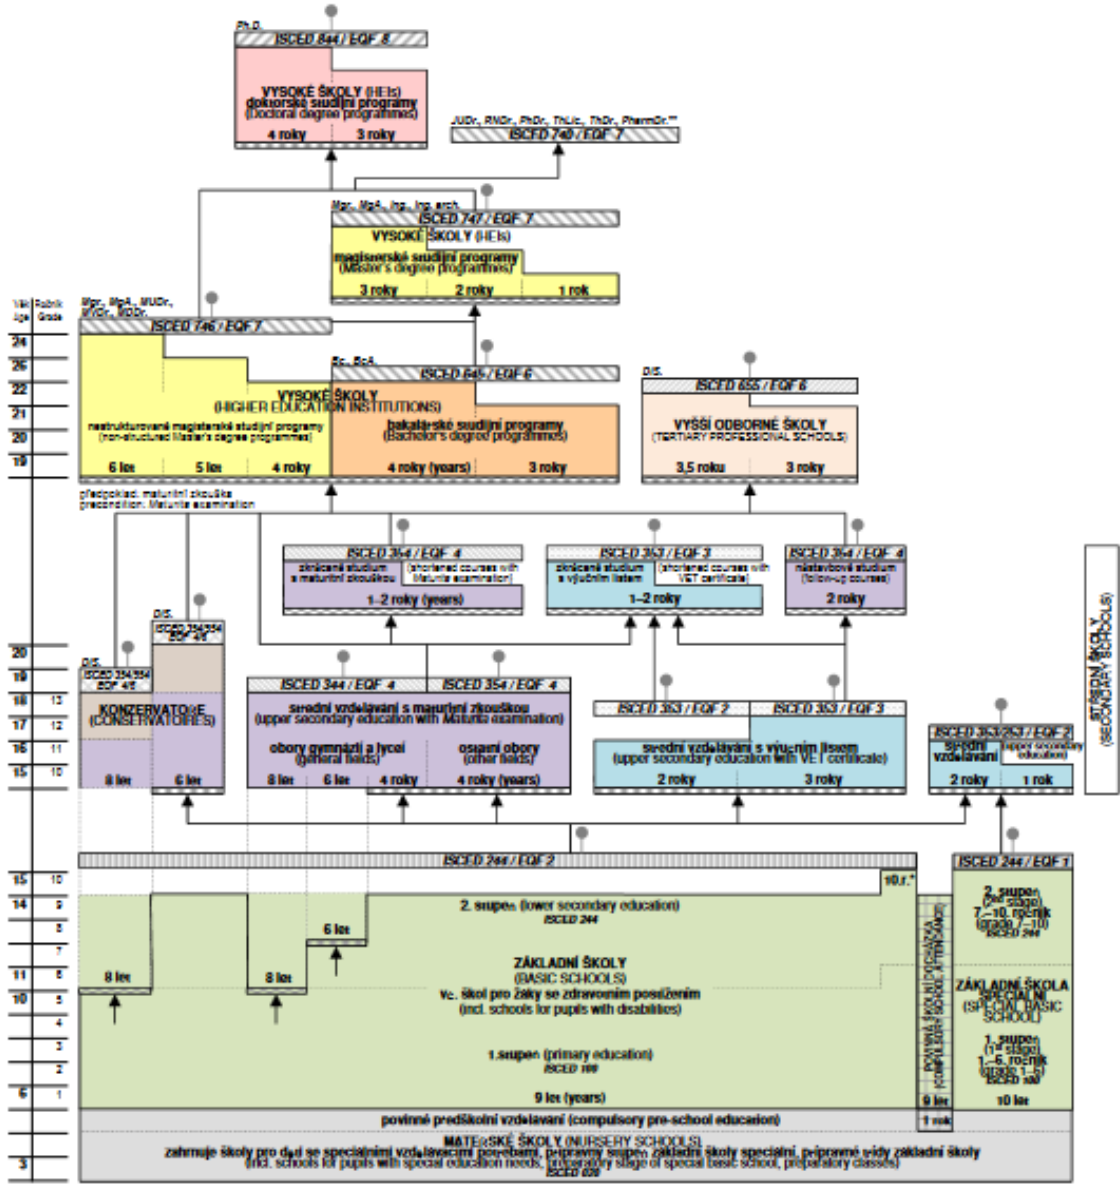 Ph.D.
ISCED 844 / EQF 8
VYSOKÉ ŠKOLY (HEIs)
doktorské studijní programy
(Doctoral degree programmes)
4 roky 3 roky
JUDr., RNDr., PhDr., ThLic., ThDr., PharmDr.**
ISCED 740 / EQF 7
Mgr., MgA., Ing., Ing. arch.
ISCED 747 / EQF 7
VYSOKÉ ŠKOLY (HEIs)
magisterské studijní programy
(Master's degree programmes)
3 roky 2 roky 1 rok
Věk Ročník
Age Grade
Mgr., MgA., MUDr.,
MVDr., MDDr.
ISCED 746 / EQF 7
24
Bc., BcA.
ISCED 645 / EQF 6
DIS.
ISCED 655 / EQF 6
22
VYSOKÉ ŠKOLY
(HIGHER EDUCATION INSTITUTIONS)
21
nestrukturované magisterské studijní programy
(non-structured Master's degree programmes)
bakalářské studijní programy
(Bachelor's degree programmes)
VYŠŠÍ ODBORNÉ ŠKOLY
(TERTIARY PROFESSIONAL SCHOOLS)
20
19
6 let 5 let 4 roky 4 roky (years) 3 roky 3,5 roku 3 roky
předpoklad: maturitní zkouška
precondition: Maturita examination
ISCED 354 / EQF 4
zkrácené studium
s maturitní zkouškou
(shortened courses with
Maturita examination)
1–2 roky (years)
ISCED 353 / EQF 3
zkrácené studium
s výučním listem
(shortened courses with
VET certificate)
1–2 roky
ISCED 354 / EQF 4
nástavbové studium
(follow-up courses)
2 roky
STŘEDNÍ ŠKOLY
(SECONDARY SCHOOLS)
DIS.
ISCED 354/554
EQF 4/6
DIS.
ISCED 354/554
EQF 4/6
20
19
18 13
17 12
16 11
15 10
KONZERVATOŘE
(CONSERVATOIRES)
8 let 6 let
ISCED 344 / EQF 4 ISCED 354 / EQF 4
střední vzdělávání s maturitní zkouškou
(upper secondary education with Maturita examination)
obory gymnázií a lyceí
(general fields)
ostatní obory
(other fields)
8 let 6 let 4 roky 4 roky (years)
ISCED 353 / EQF 2 ISCED 353 / EQF 3
střední vzdělávání s výučním listem
(upper secondary education with VET certificate)
2 roky 3 roky
ISCED 353/253 / EQF 2
střední
vzdělávání
(upper secondary
education)
2 roky 1 rok
ISCED 244 / EQF 2
ISCED 244 / EQF 1
15 10
10.r.*
14 9
2. stupeň (lower secondary education)
ISCED 244
8
6 let
7
11 6
8 let 8 let
10 5
4
3
2
6 1
ZÁKLADNÍ ŠKOLY
(BASIC SCHOOLS)
vč. škol pro žáky se zdravotním postižením
(incl. schools for pupils with disabilities)
1.stupeň (primary education)
ISCED 100
9 let (years)
POVINNÁ ŠKOLNÍ DOCHÁZKA
(COMPULSORY SCHOOL ATTENDANCE)
9 let
1 rok
2. stupeň
(2nd stage)
7.–10. ročník
(grade 7–10)
ISCED 244
ZÁKLADNÍ ŠKOLA
SPECIÁLNÍ
(SPECIAL BASIC
SCHOOL)
1. stupeň
(1st stage)
1.–6. ročník
(grade 1–6)
ISCED 100
10 let
povinné předškolní vzdělávání (compulsory pre-school education)
MATEŘSKÉ ŠKOLY (NURSERY SCHOOLS)
zahrnuje školy pro děti se speciálními vzdělávacími potřebami, přípravný stupeň základní školy speciální, přípravné třídy základní školy
(incl. schools for pupils with special education needs, preparatory stage of special basic school, preparatory classes)
ISCED 020
3